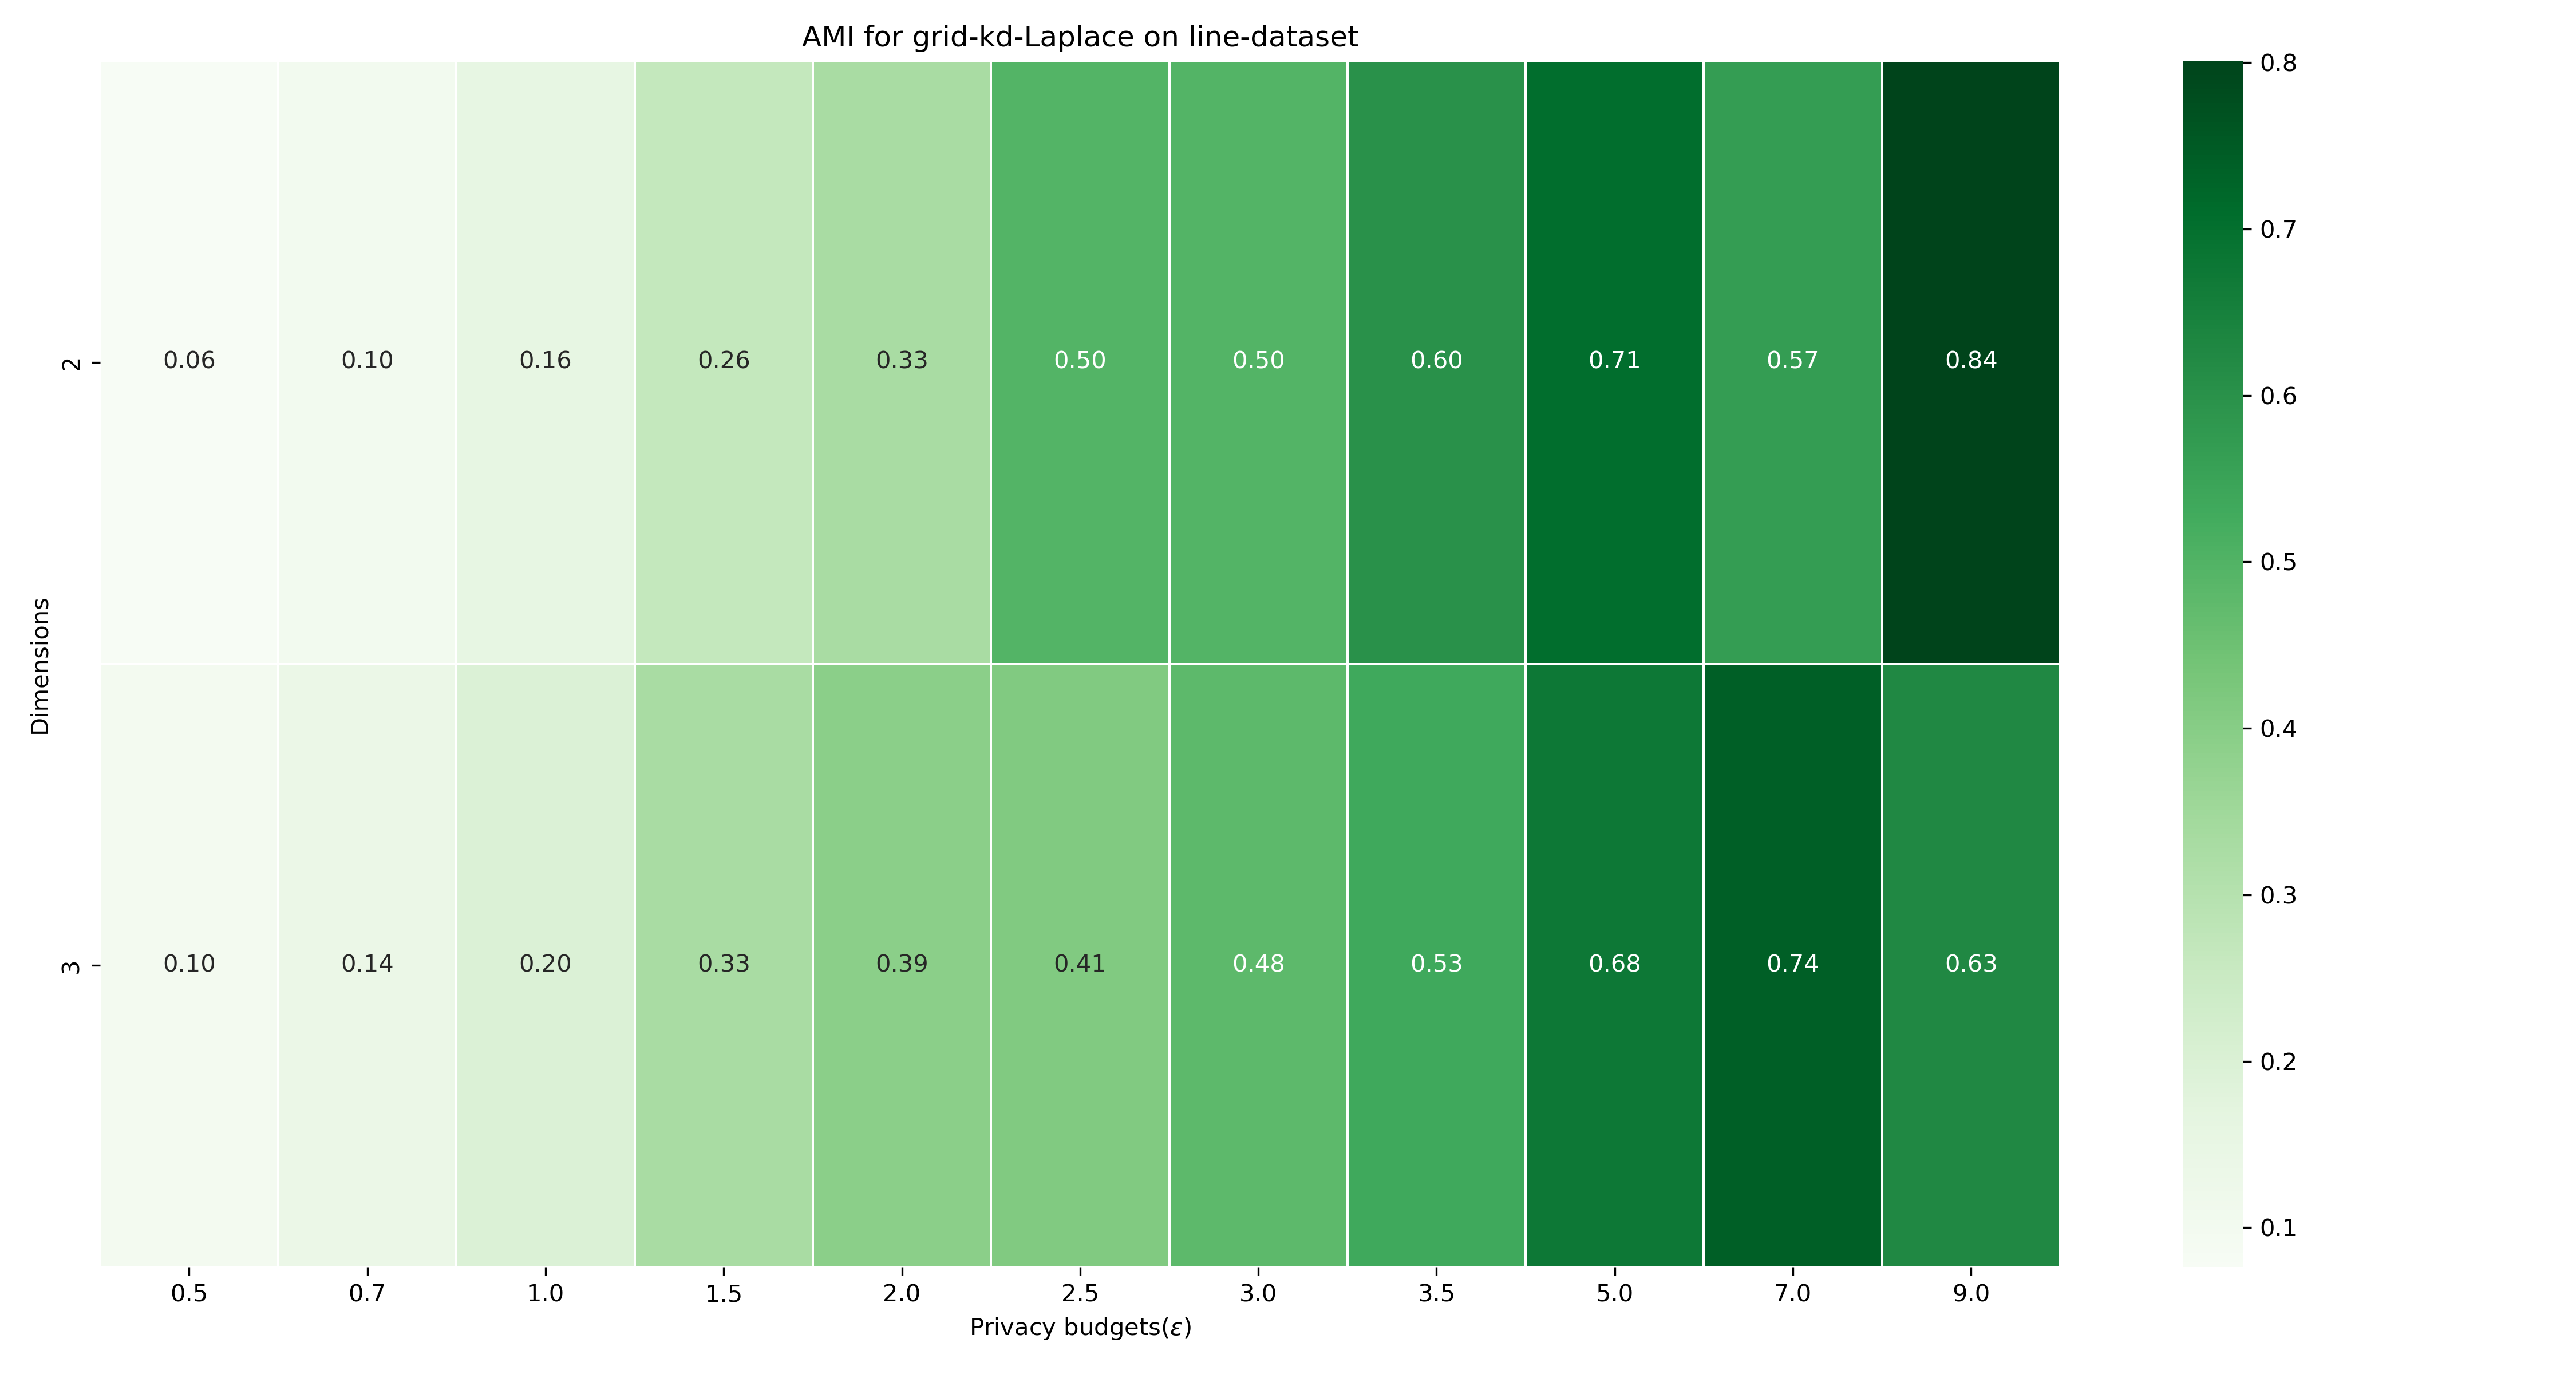 AMI for grid-kd-Laplace on line-dataset
0.8
0.7
0.6
0.5
0.4
0.3
0.2
0.1
Dimensions
2
0.06 0.10 0.16 0.26 0.33 0.50 0.50 0.60 0.71 0.57 0.84
3
0.10 0.14 0.20 0.33 0.39 0.41 0.48 0.53 0.68 0.74 0.63
0.5 0.7 1.0 1.5 2.0 2.5 3.0 3.5 5.0 7.0 9.0
Privacy budgets(ε)